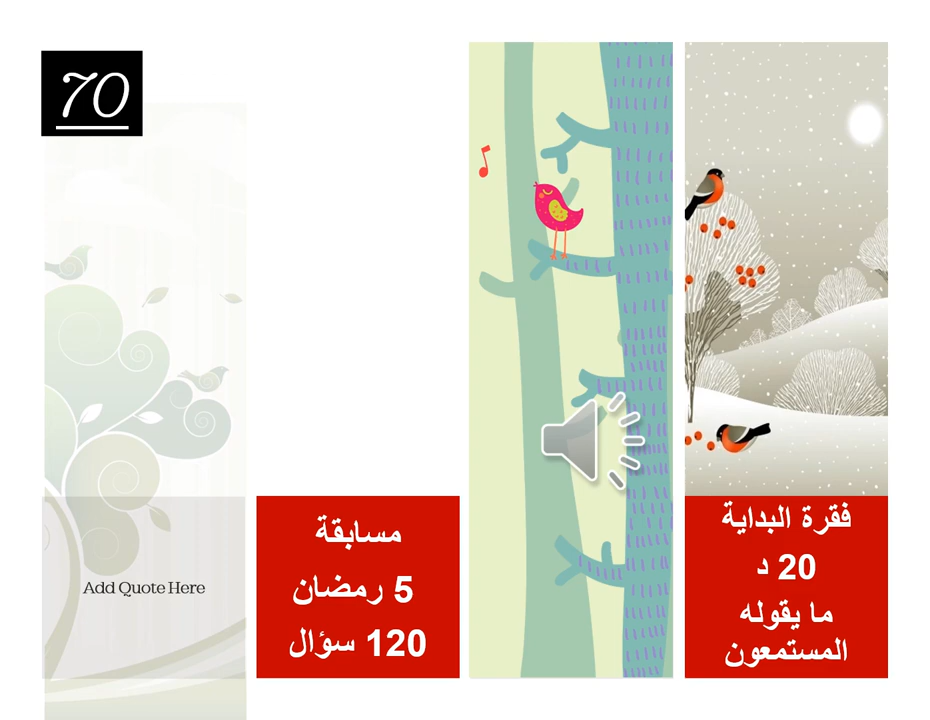 70
فقرة البداية
20 د
ما يقوله
المستمعون
مسابقة
5 رمضان
120 سؤال
Add Quote Here